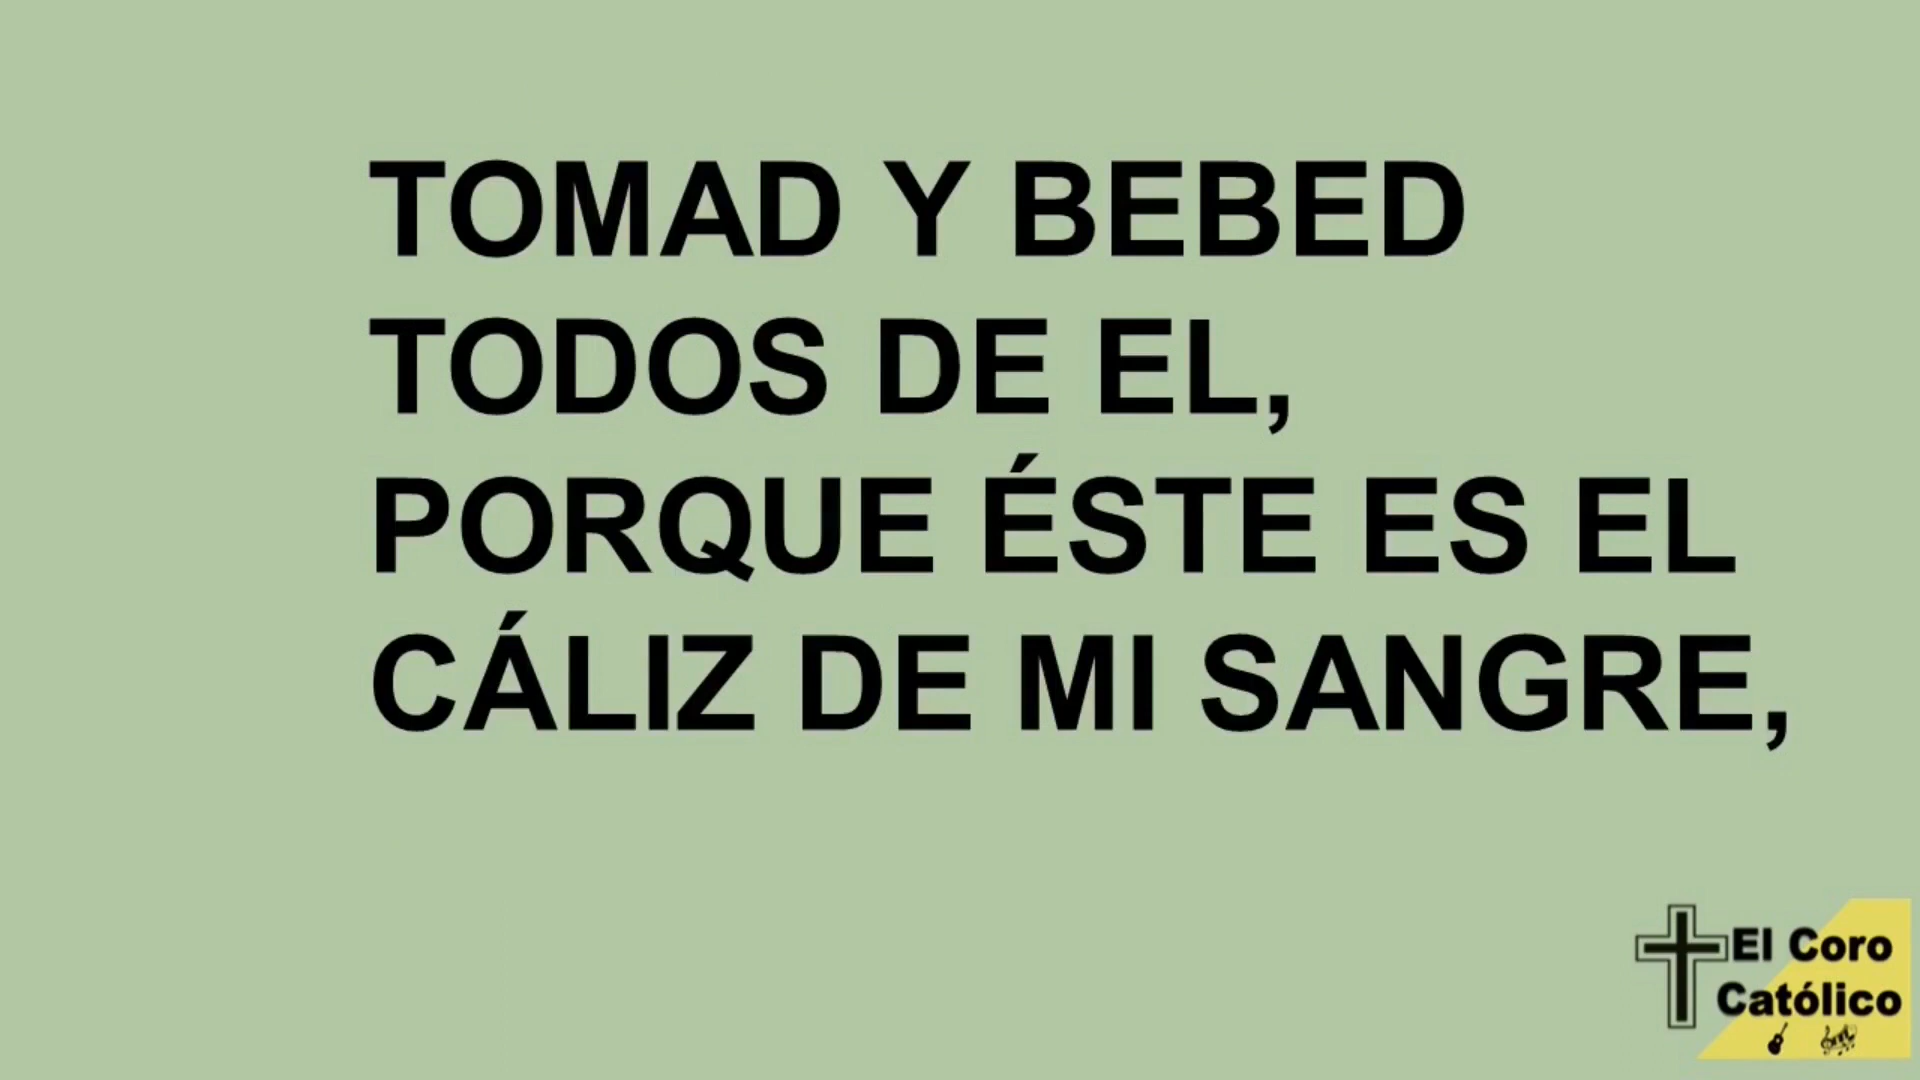 TOMAD Y BEBED
TODOS DE EL,
PORQUE ÉSTE ES EL
CÁLIZ DE MI SANGRE,
El Coro
Católico